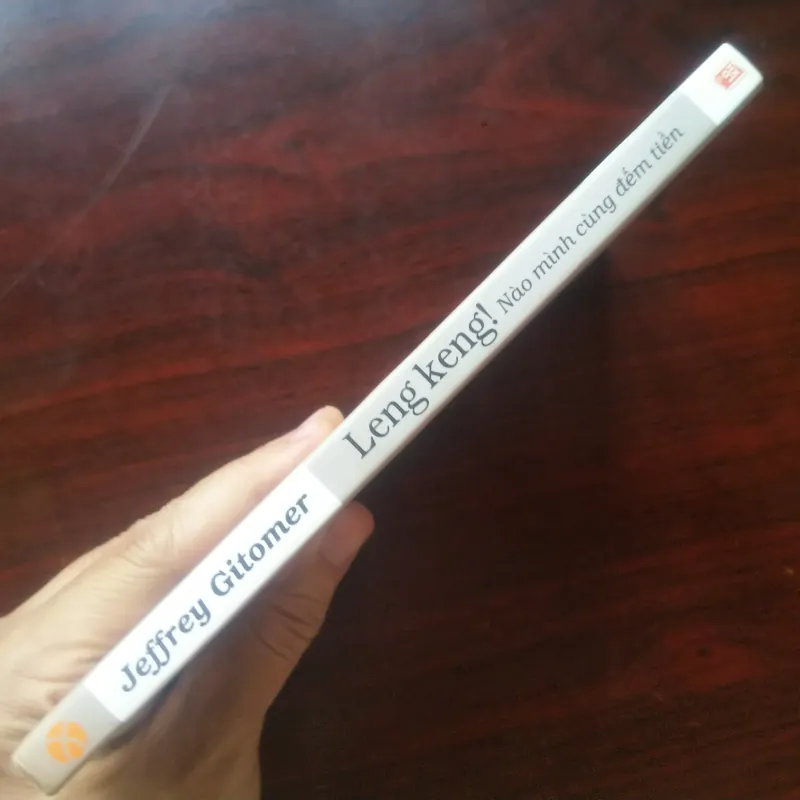 Jeffrey Gitomer
Leng keng! Nào mình cùng đếm tiền